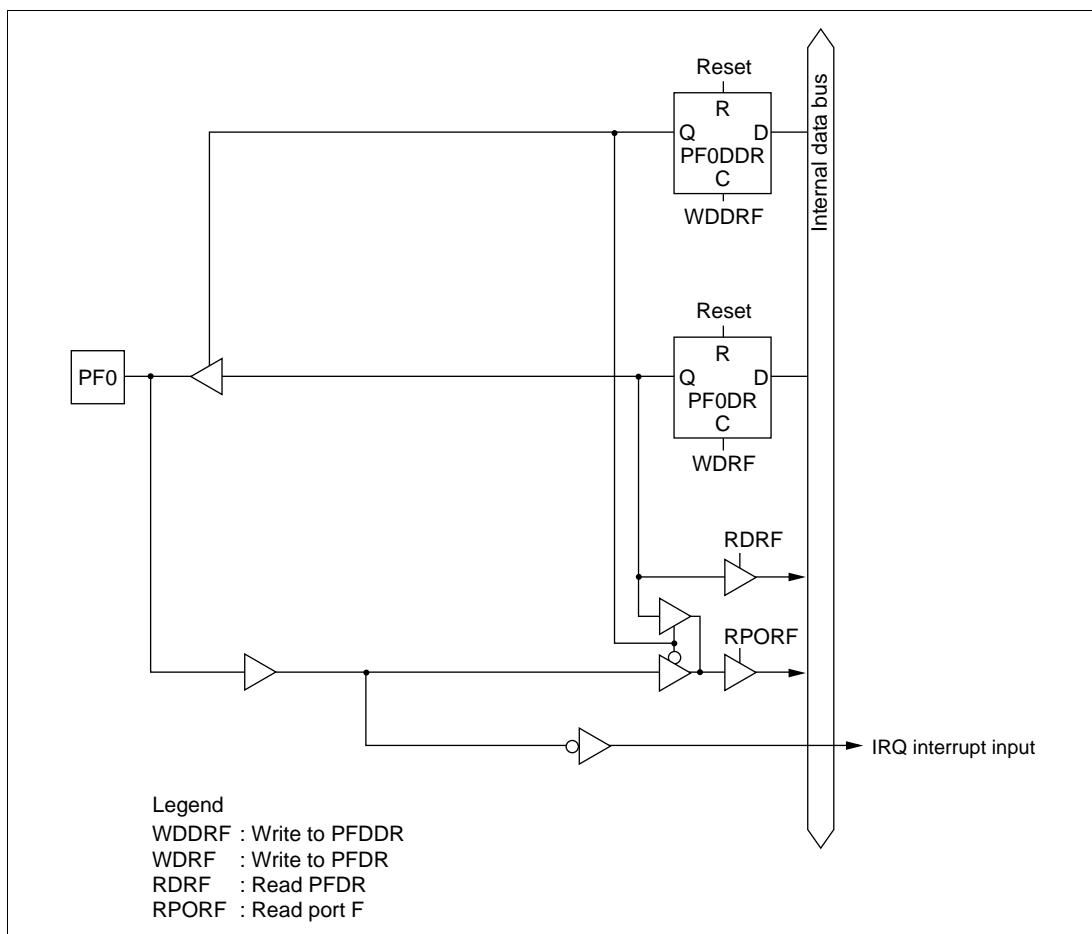 Reset
R
Q D
PF0DDR
C
WDDRF
Internal data bus
Reset
R
PF0
Q D
PF0DR
C
WDRF
RDRF
RPORF
IRQ interrupt input
Legend
WDDRF : Write to PFDDR
WDRF : Write to PFDR
RDRF : Read PFDR
RPORF : Read port F